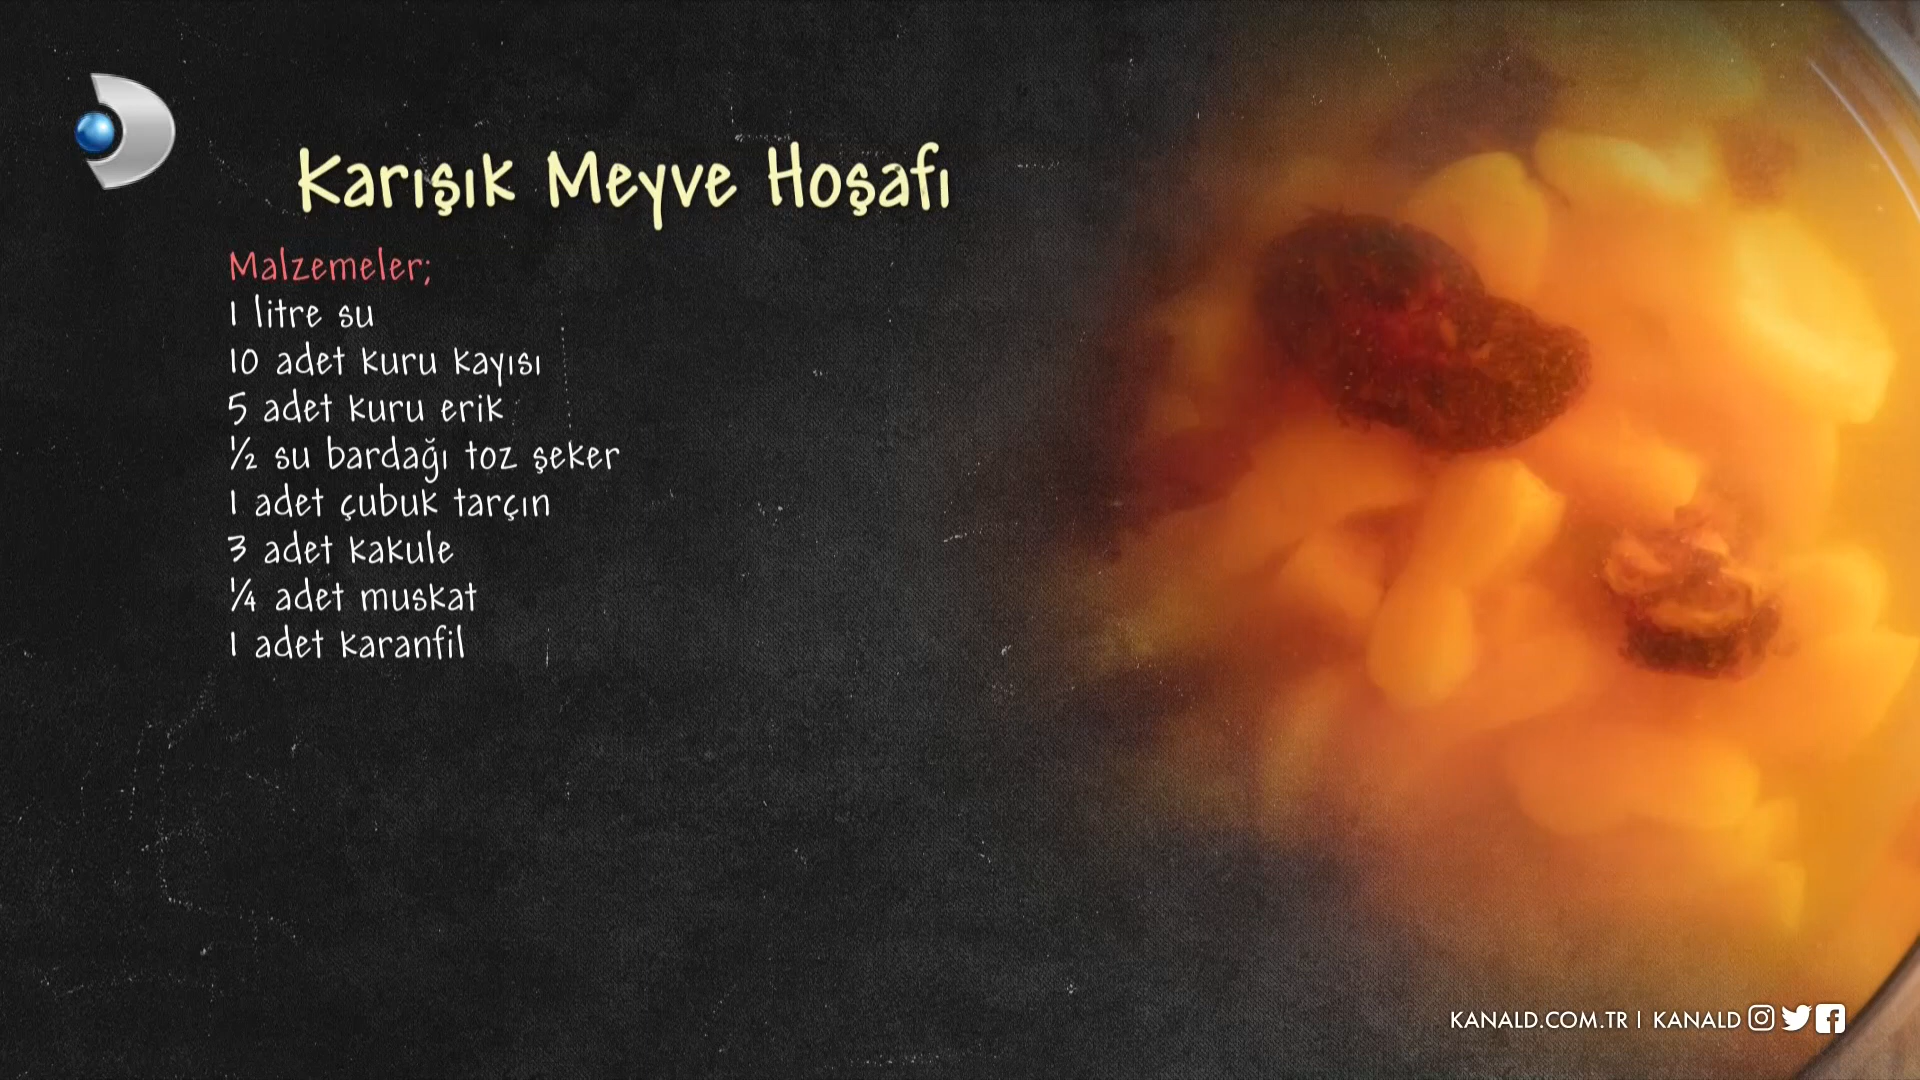 Karışık Meyve Hoşafı
Malzemeler;
1 litre su
10 adet kuru kayısı
5 adet kuru erik
½ su bardağı toz şeker
1 adet çubuk tarçın
3 adet kakule
¼ adet muskat
1 adet karanfil
KANALD.COM.TR | KANALD